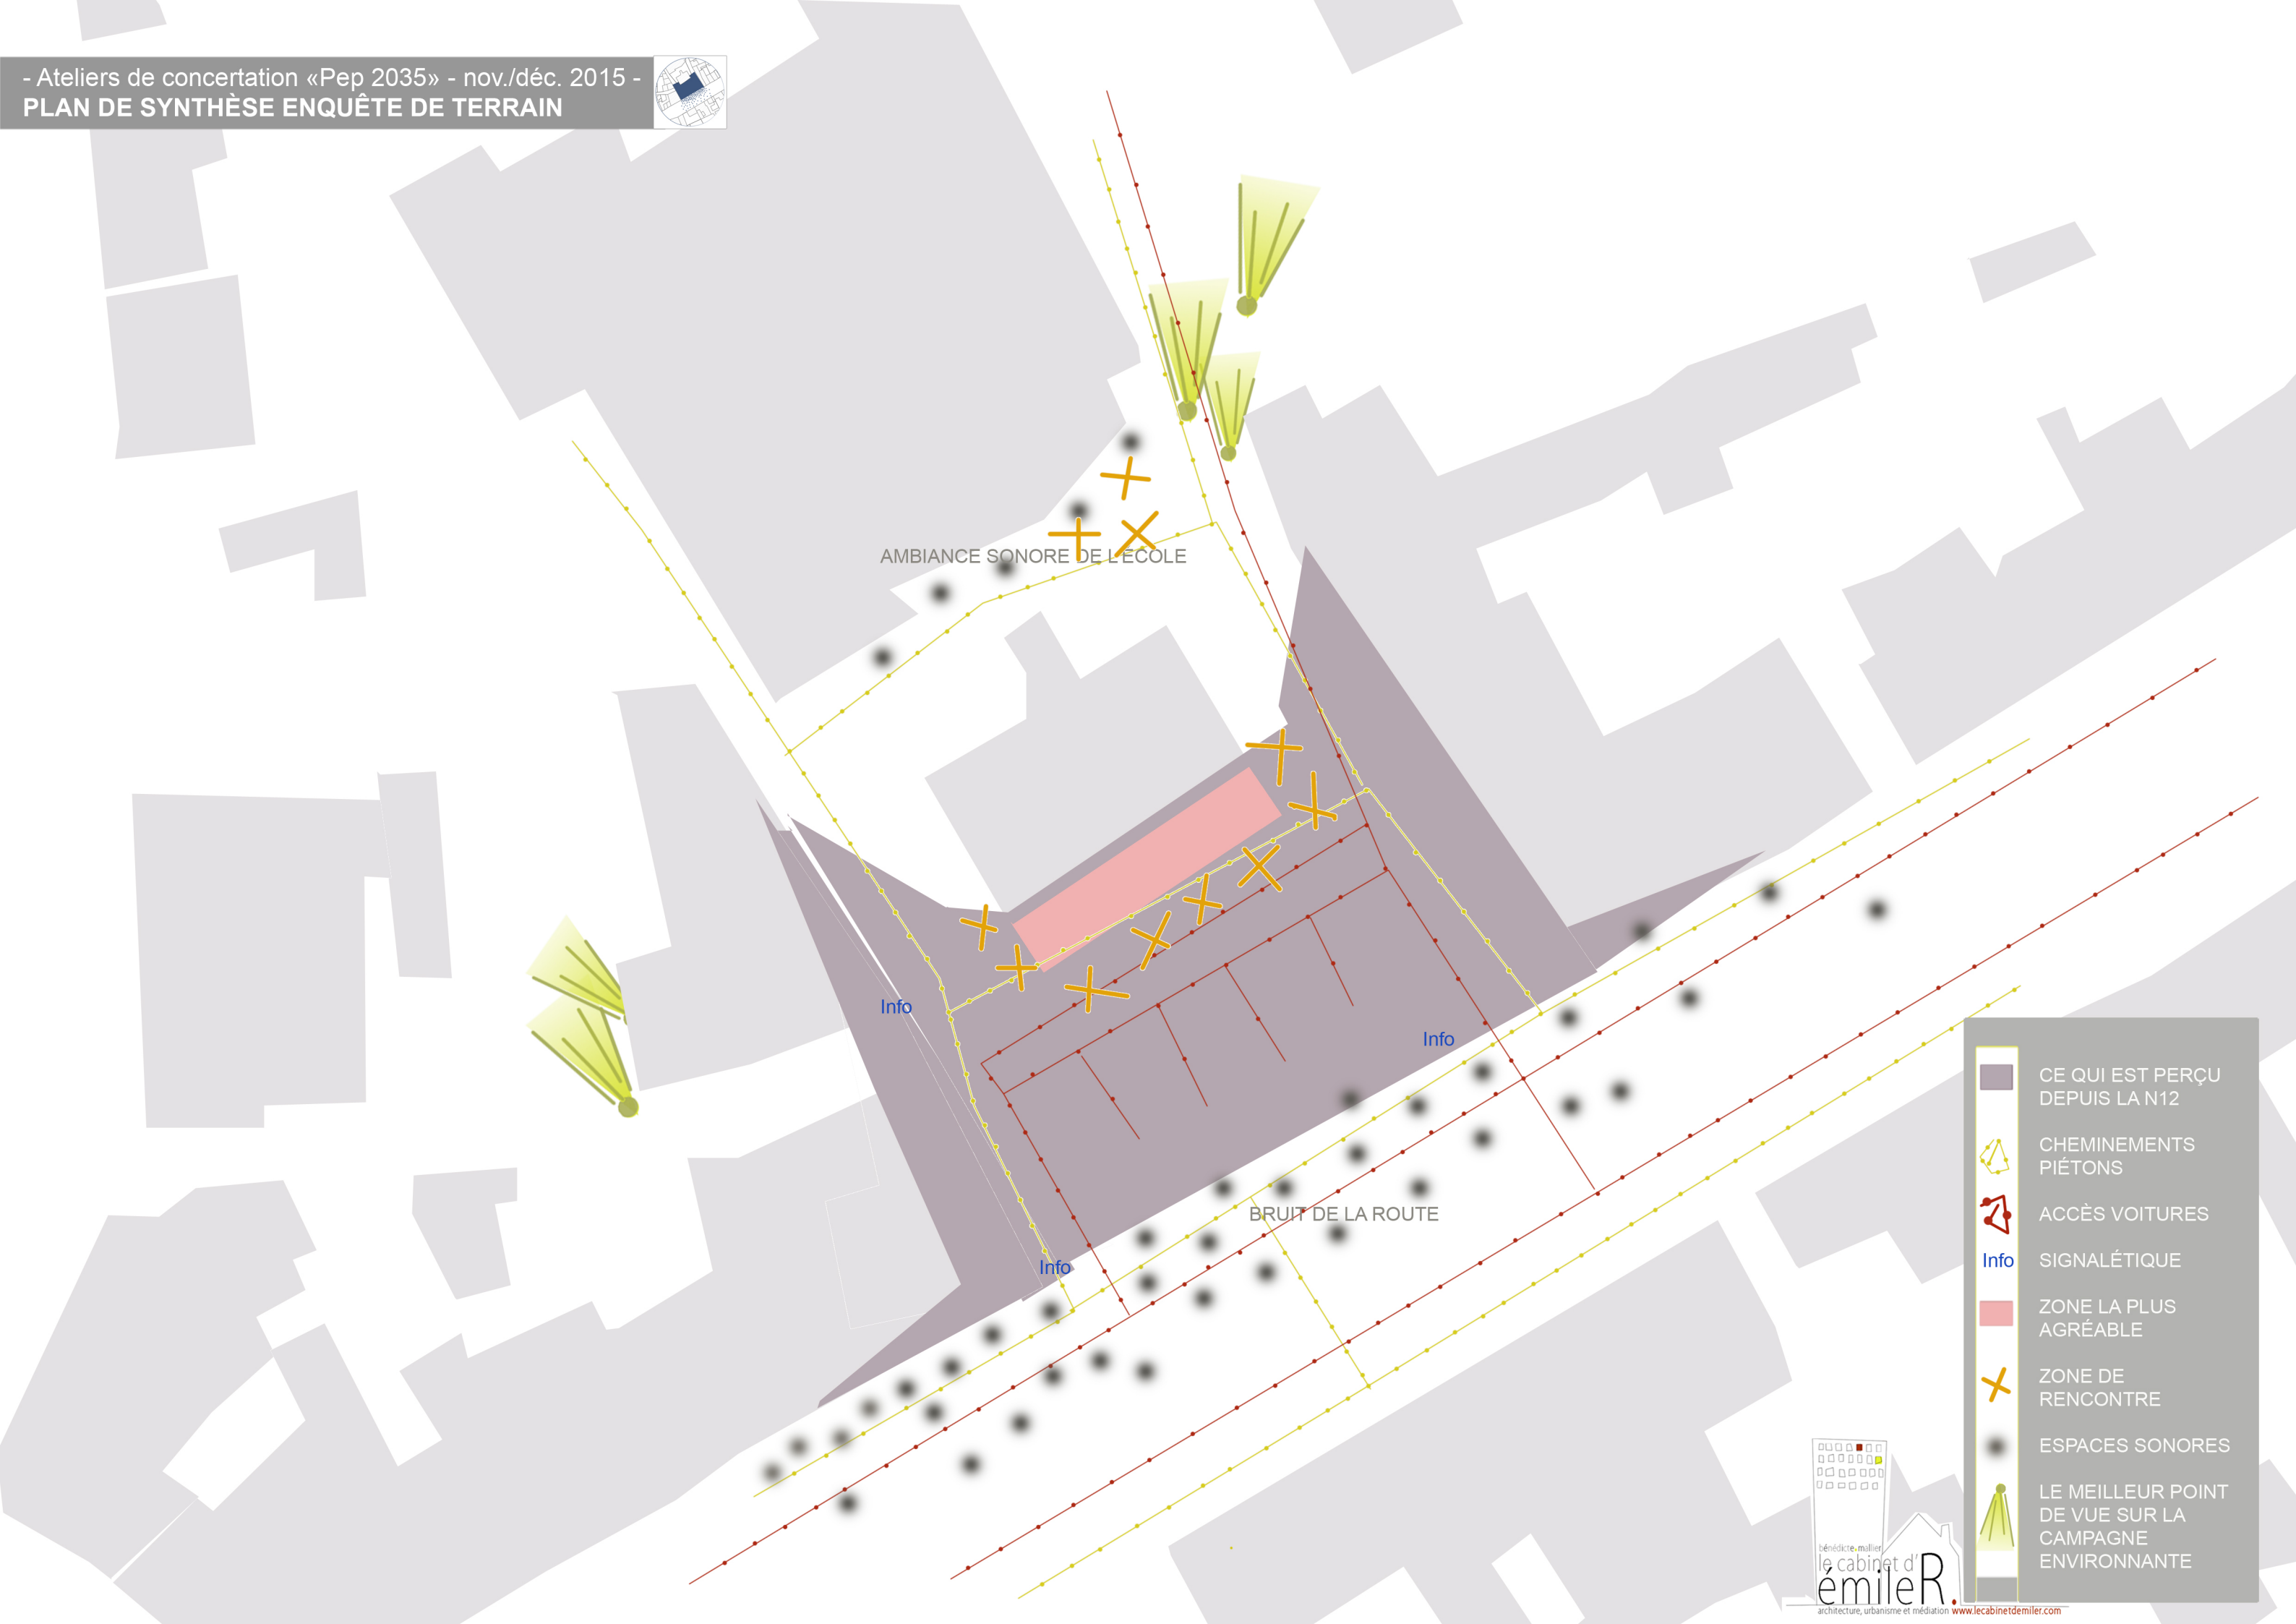 - Ateliers de concertation «Pep 2035» - nov./déc. 2015 -
PLAN DE SYNTHÈSE ENQUÊTE DE TERRAIN
AMBIANCE SONORE DE L'ÉCOLE
Info
Info
BRUIT DE LA ROUTE
Info
CE QUI EST PERÇU
DEPUIS LA N12
CHEMINEMENTS
PIÉTONS
ACCÈS VOITURES
Info SIGNALÉTIQUE
ZONE LA PLUS
AGRÉABLE
ZONE DE
RENCONTRE
ESPACES SONORES
LE MEILLEUR POINT
DE VUE SUR LA
CAMPAGNE
ENVIRONNANTE
bénédicte.mallier
le cabinet d'
émileR.
architecture, urbanisme et médiation www.lecabinetdemiler.com